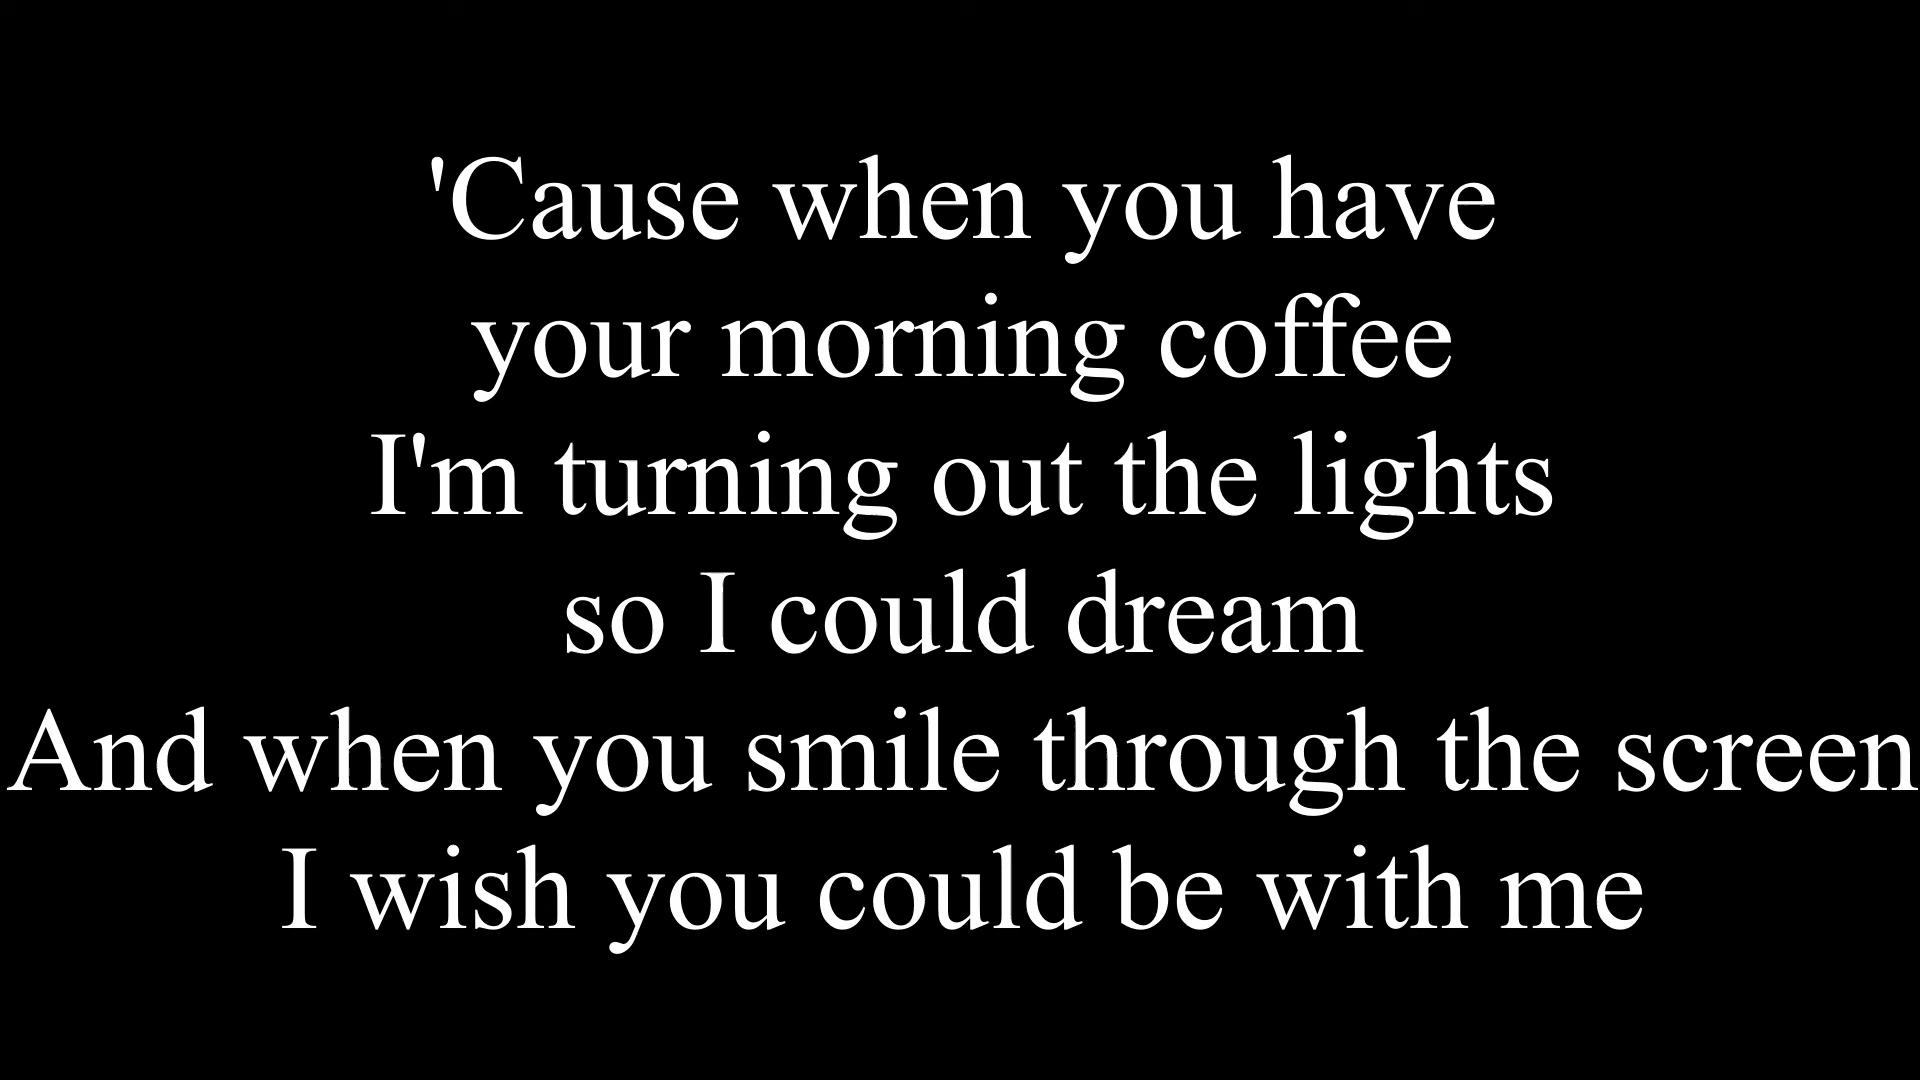 'Cause when you have
your morning coffee
I'm turning out the lights
so I could dream
And when you smile through the screen
I wish you could be with me